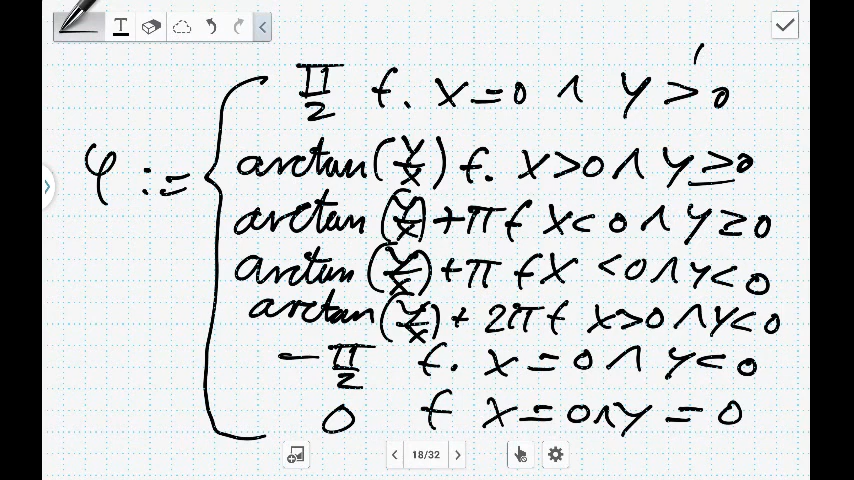 π/2 f. x = 0 ∧ y > 0
φ := arctan(y/x) f. x > 0 ∧ y ≥ 0
arctan(y/x) + π f x < 0 ∧ y ≥ 0
arctan(y/x) + π f x < 0 ∧ y < 0
arctan(y/x) + 2π f x > 0 ∧ y < 0
-π/2 f. x = 0 ∧ y < 0
0 f x = 0 ∧ y = 0
18/32